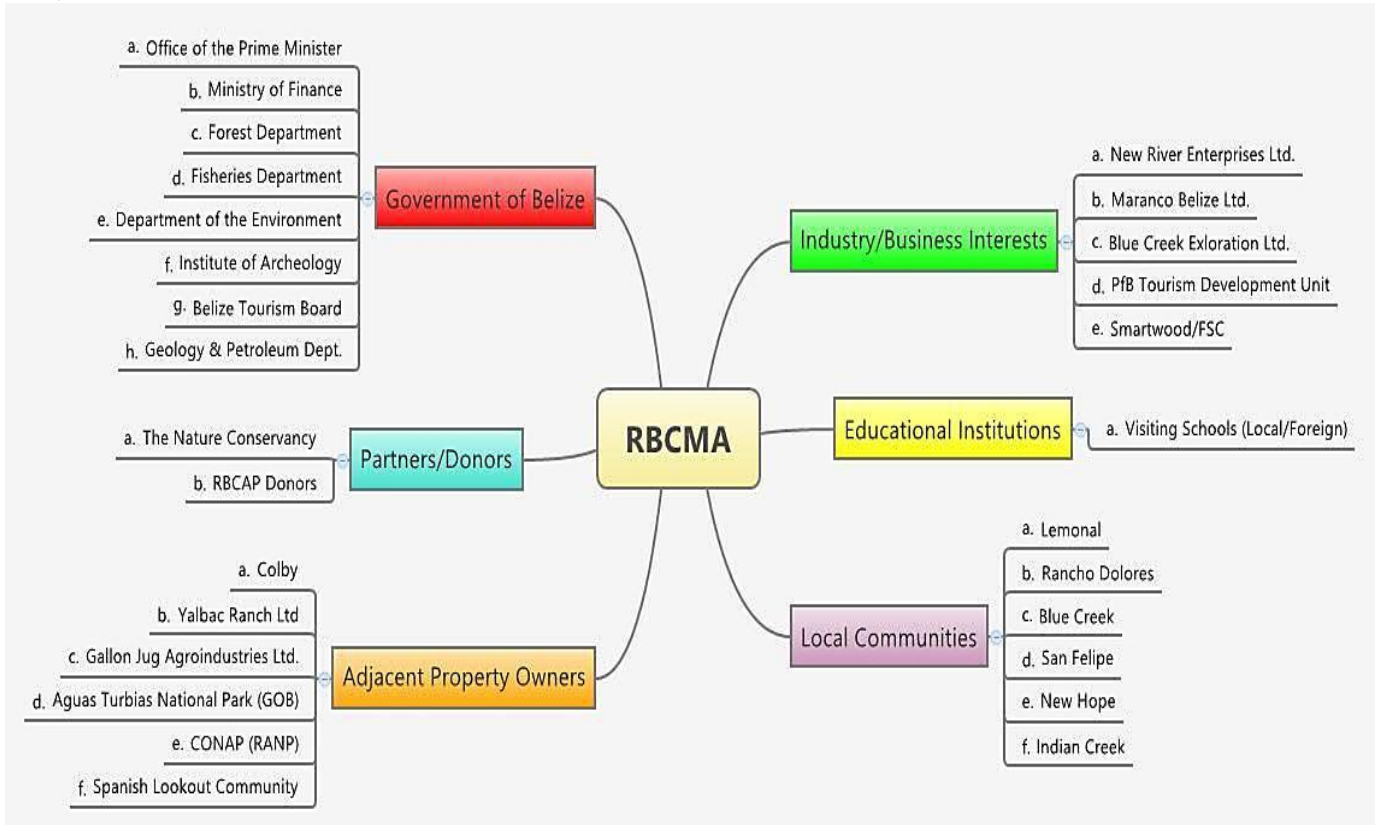 a. Office of the Prime Minister
b. Ministry of Finance
c. Forest Department
d. Fisheries Department
e. Department of the Environment
f. Institute of Archeology
g. Belize Tourism Board
h. Geology & Petroleum Dept.
Government of Belize
a. The Nature Conservancy
b. RBCAP Donors
Partners/Donors
a. Colby
b. Yalbac Ranch Ltd
c. Gallon Jug Agroindustries Ltd.
d. Aguas Turbias National Park (GOB)
e. CONAP (RANP)
f. Spanish Lookout Community
Adjacent Property Owners
RBCMA
Industry/Business Interests
a. New River Enterprises Ltd.
b. Maranco Belize Ltd.
c. Blue Creek Exloration Ltd.
d. PfB Tourism Development Unit
e. Smartwood/FSC
Educational Institutions
a. Visiting Schools (Local/Foreign)
Local Communities
a. Lemonal
b. Rancho Dolores
c. Blue Creek
d. San Felipe
e. New Hope
f. Indian Creek